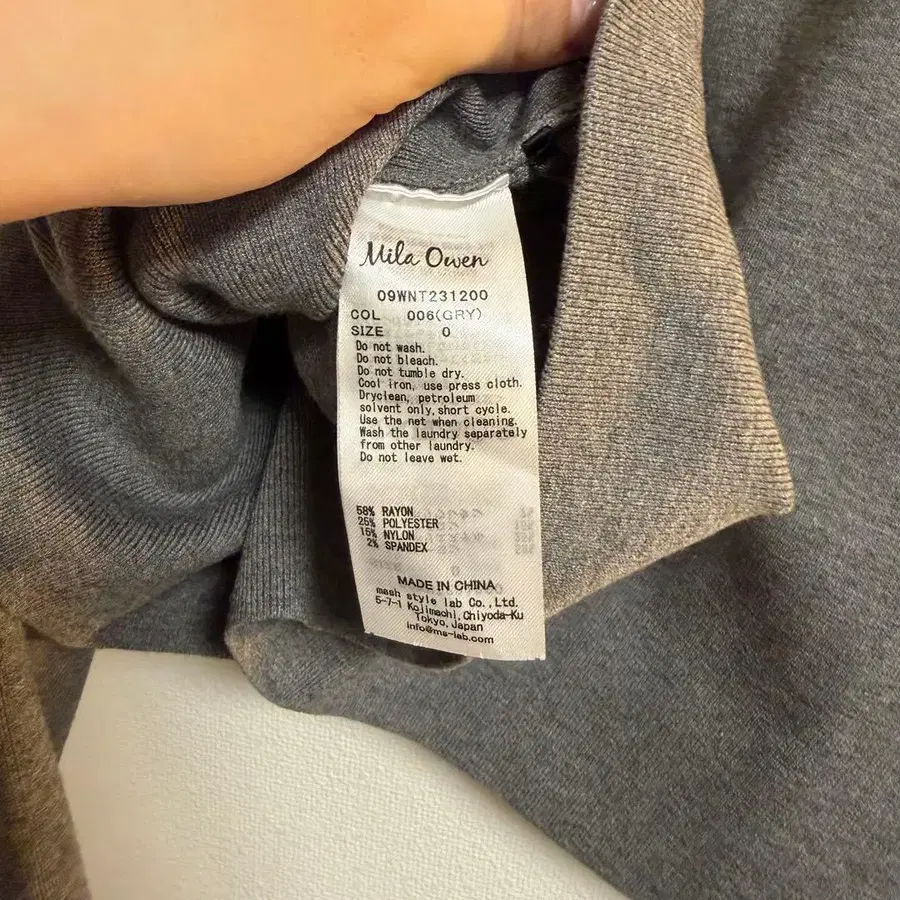 Mila Owen
09WNT231200
COL 006(GRY)
SIZE 0
Do not wash.
Do not bleach.
Do not tumble dry.
Cool iron, use press cloth.
Dryclean, petroleum
solvent only,short cycle.
Use the net when cleaning.
Wash the laundry separately
from other laundry.
Do not leave wet.
58% RAYON
25% POLYESTER
15% NYLON
2% SPANDEX
MADE IN CHINA
mash style lab Co.,Ltd.
5-7-1 Kojimachi,Chiyoda-Ku
Tokyo,Japan
info@ms-lab.com